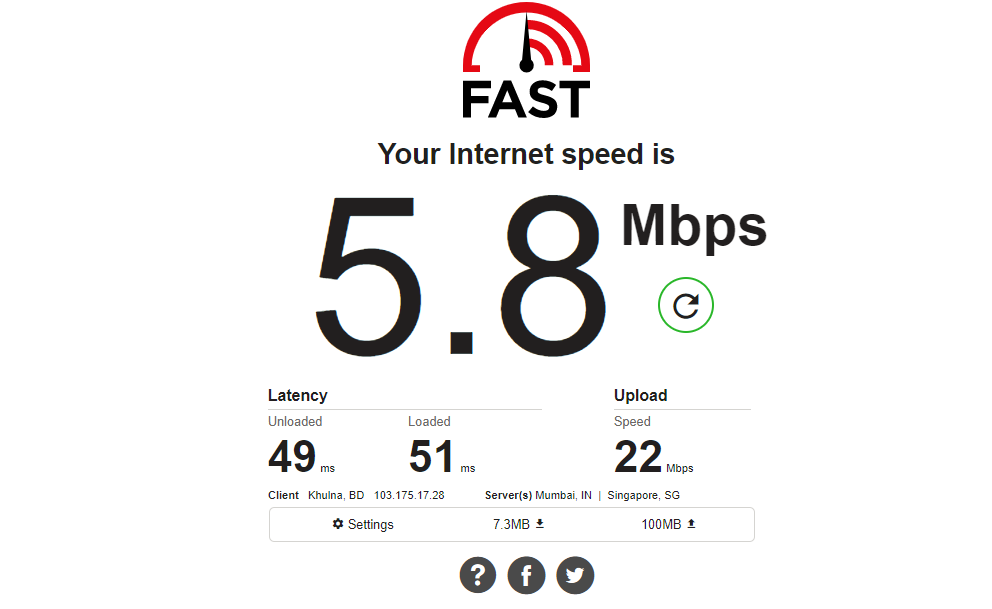 FAST
Your Internet speed is
5.8 Mbps
Latency Upload
Unloaded Loaded Speed
49 ms 51 ms 22 Mbps
Client Khulna, BD 103.175.17.28 Server(s) Mumbai, IN | Singapore, SG
Settings 7.3MB 100MB
?